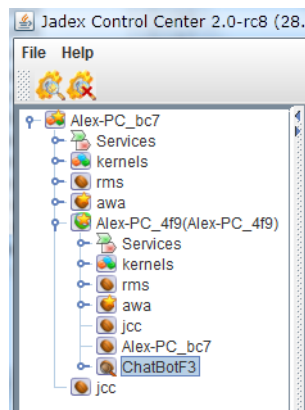 Jadex Control Center 2.0-rc8 (28.
File Help
Alex-PC_bc7
Services
kernels
rms
awa
Alex-PC_4f9(Alex-PC_4f9)
Services
kernels
rms
awa
jcc
Alex-PC_bc7
ChatBotF3
jcc